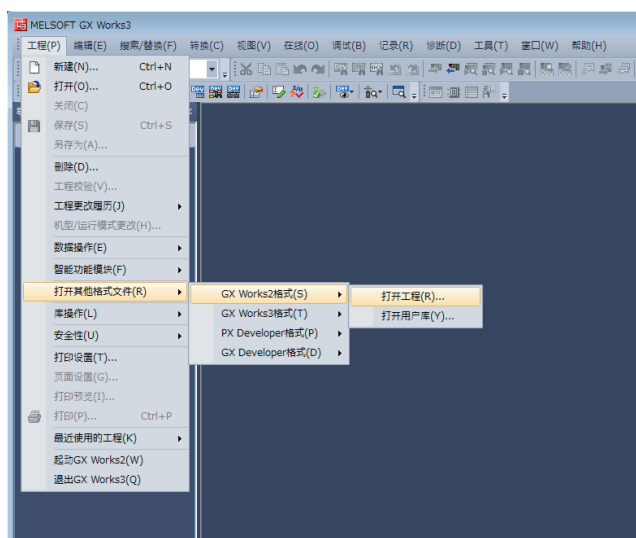 MELSOFT GX Works3
工程(P) 编辑(E) 搜索/替换(F) 转换(C) 视图(V) 在线(O) 调试(B) 记录(R) 诊断(D) 工具(T) 窗口(W) 帮助(H)
新建(N)... Ctrl+N
打开(O)... Ctrl+O
关闭(C)
保存(S) Ctrl+S
另存为(A)...
删除(D)...
工程校验(V)...
工程更改履历(J)
机型/运行模式更改(H)...
数据操作(E)
智能功能模块(F)
打开其他格式文件(R) GX Works2格式(S) 打开工程(R)...
库操作(L) GX Works3格式(T) 打开用户库(Y)...
安全性(U) PX Developer格式(P)
打印设置(T)... GX Developer格式(D)
页面设置(G)...
打印预览(I)...
打印(P)... Ctrl+P
最近使用的工程(K)
起动GX Works2(W)
退出GX Works3(Q)